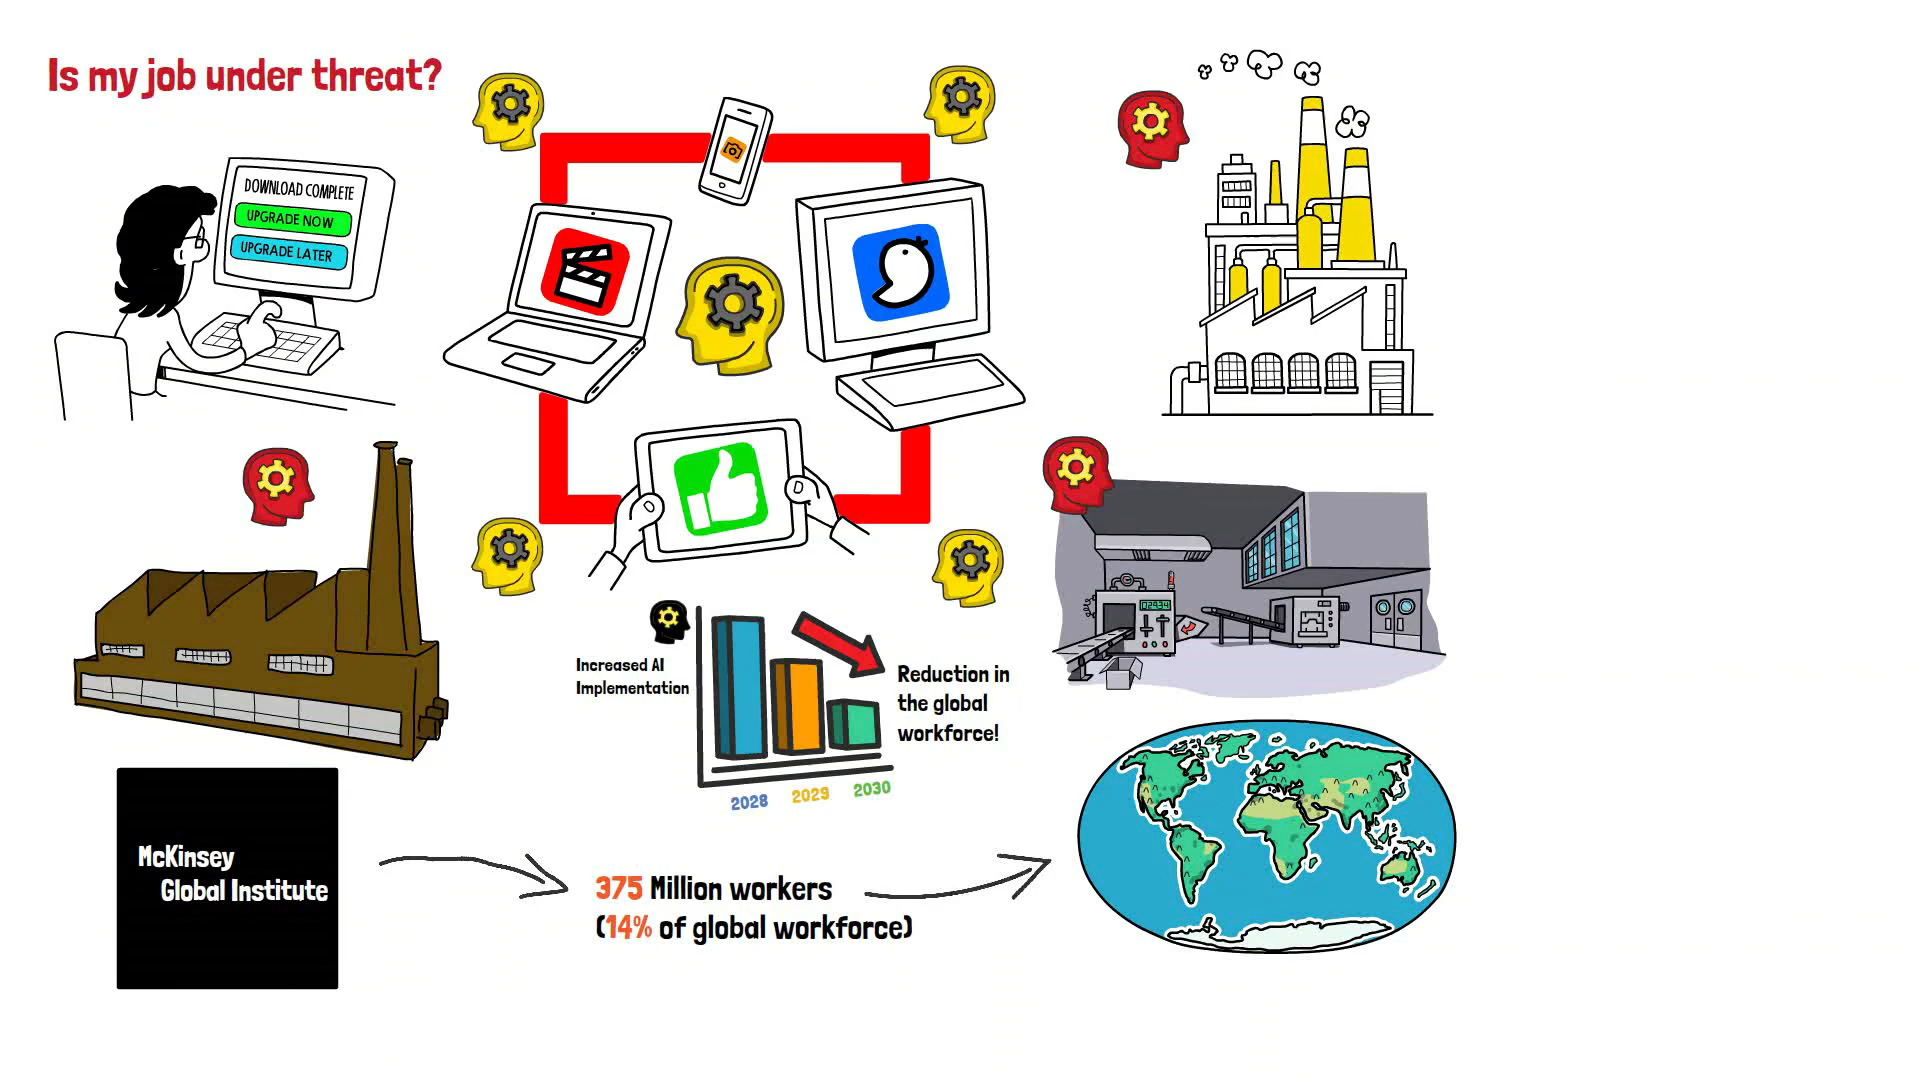 Is my job under threat?
DOWNLOAD COMPLETE
UPGRADE NOW
UPGRADE LATER
Increased AI
Implementation
Reduction in
the global
workforce!
2028 2029 2030
McKinsey
Global Institute
375 Million workers
(14% of global workforce)